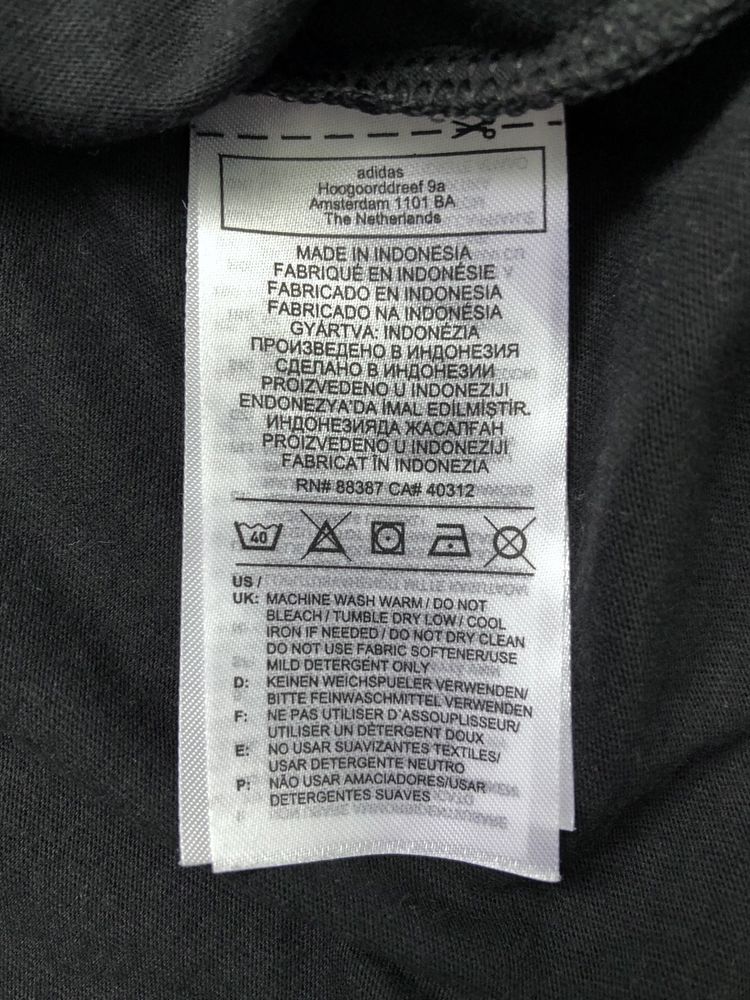 adidas
Hoogoorddreef 9a
Amsterdam 1101 BA
The Netherlands
MADE IN INDONESIA
FABRIQUÉ EN INDONÉSIE
FABRICADO EN INDONESIA
FABRICADO NA INDONÉSIA
GYÁRTVA: INDONÉZIA
ПРОИЗВЕДЕНО В ИНДОНЕЗИЯ
СДЕЛАНО В ИНДОНЕЗИИ
PROIZVEDENO U INDONEZIJI
ENDONEZYA'DA İMAL EDİLMİŞTİR.
ИНДОНЕЗИЯДА ЖАСАЛҒАН
PROIZVEDENO U INDONEZIJI
FABRICAT ÎN INDONEZIA
RN# 88387 CA# 40312
40
US /
UK: MACHINE WASH WARM / DO NOT
BLEACH / TUMBLE DRY LOW / COOL
IRON IF NEEDED / DO NOT DRY CLEAN
DO NOT USE FABRIC SOFTENER/USE
MILD DETERGENT ONLY
D: KEINEN WEICHSPUELER VERWENDEN/
BITTE FEINWASCHMITTEL VERWENDEN
F: NE PAS UTILISER D'ASSOUPLISSEUR/
UTILISER UN DÉTERGENT DOUX
E: NO USAR SUAVIZANTES TEXTILES/
USAR DETERGENTE NEUTRO
P: NÃO USAR AMACIADORES/USAR
DETERGENTES SUAVES